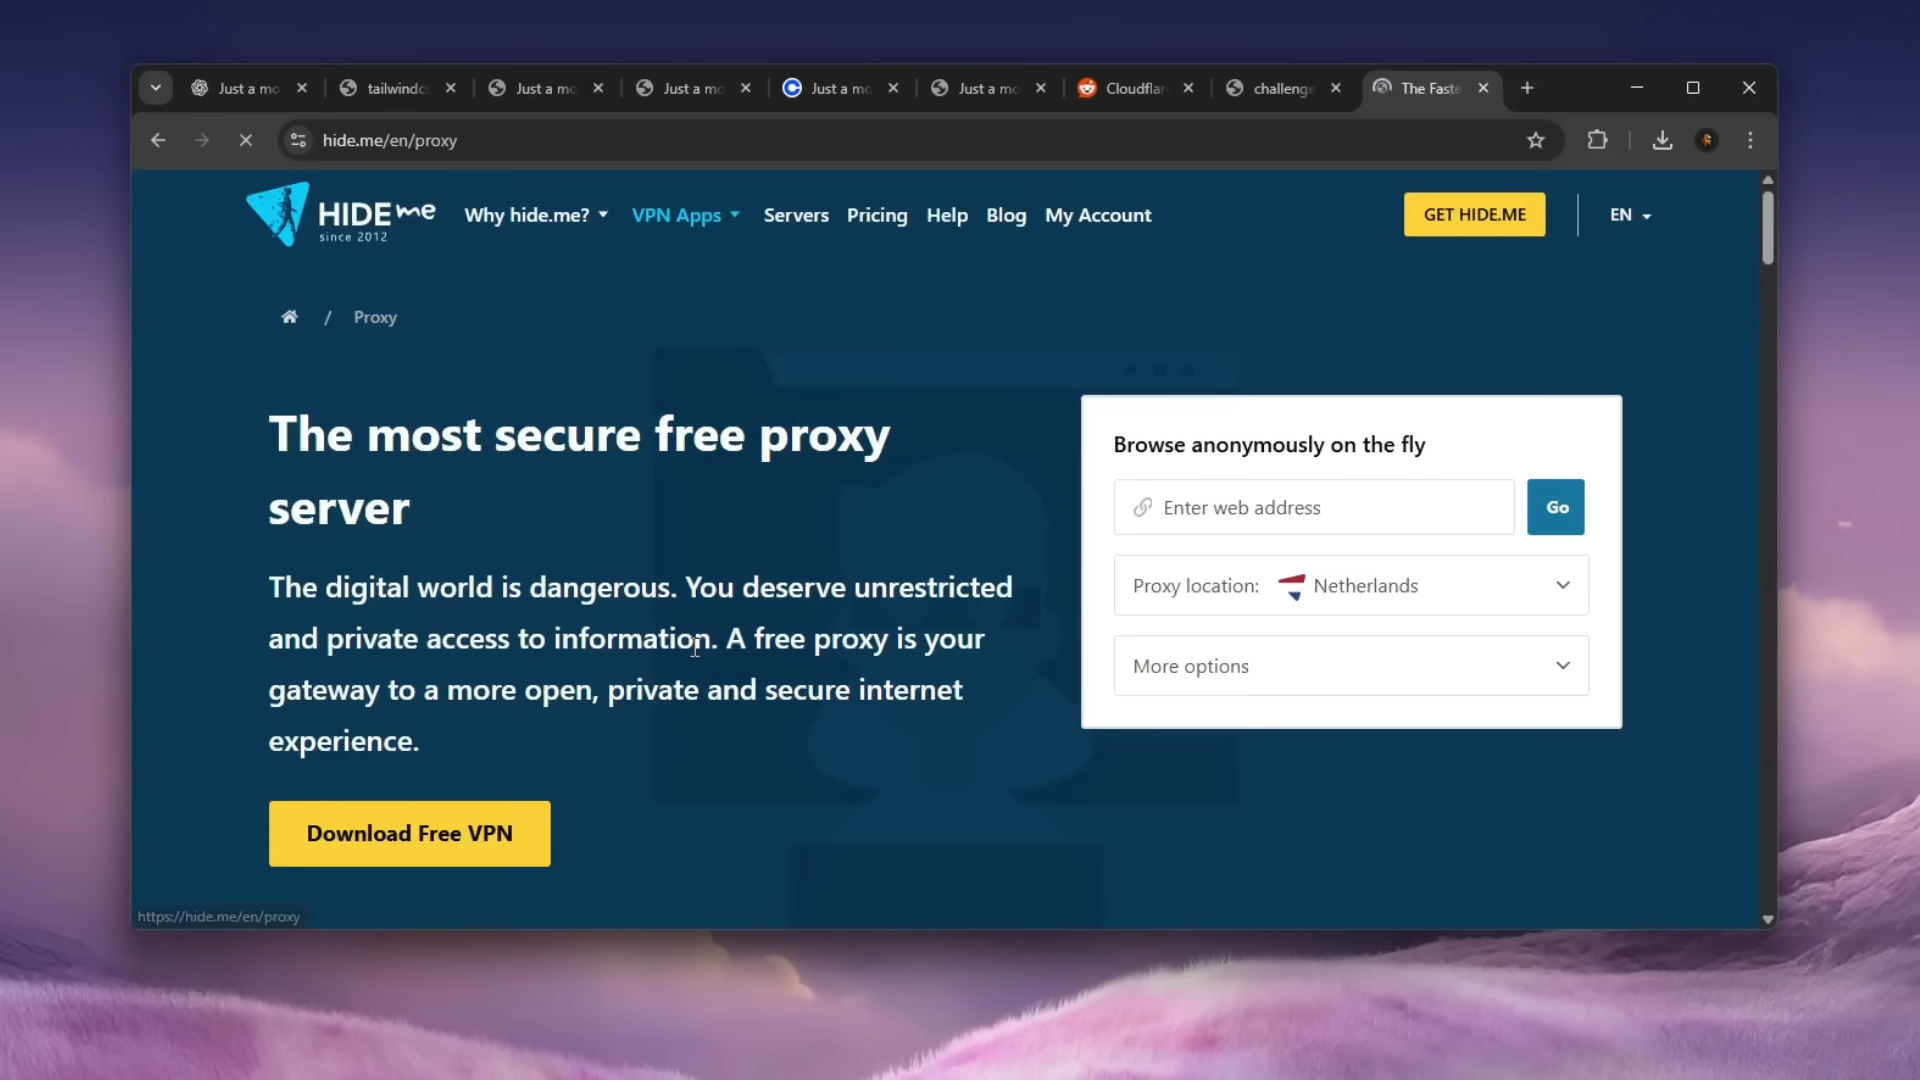 Just a mo
tailwindc
Just a mo
Just a mo
Just a mo
Just a mo
Cloudflar
challenge
The Faste
hide.me/en/proxy
HIDE me
since 2012
Why hide.me?
VPN Apps
Servers
Pricing
Help
Blog
My Account
GET HIDE.ME
EN
/ Proxy
The most secure free proxy
server
The digital world is dangerous. You deserve unrestricted
and private access to information. A free proxy is your
gateway to a more open, private and secure internet
experience.
Download Free VPN
Browse anonymously on the fly
Enter web address
Go
Proxy location: Netherlands
More options
https://hide.me/en/proxy